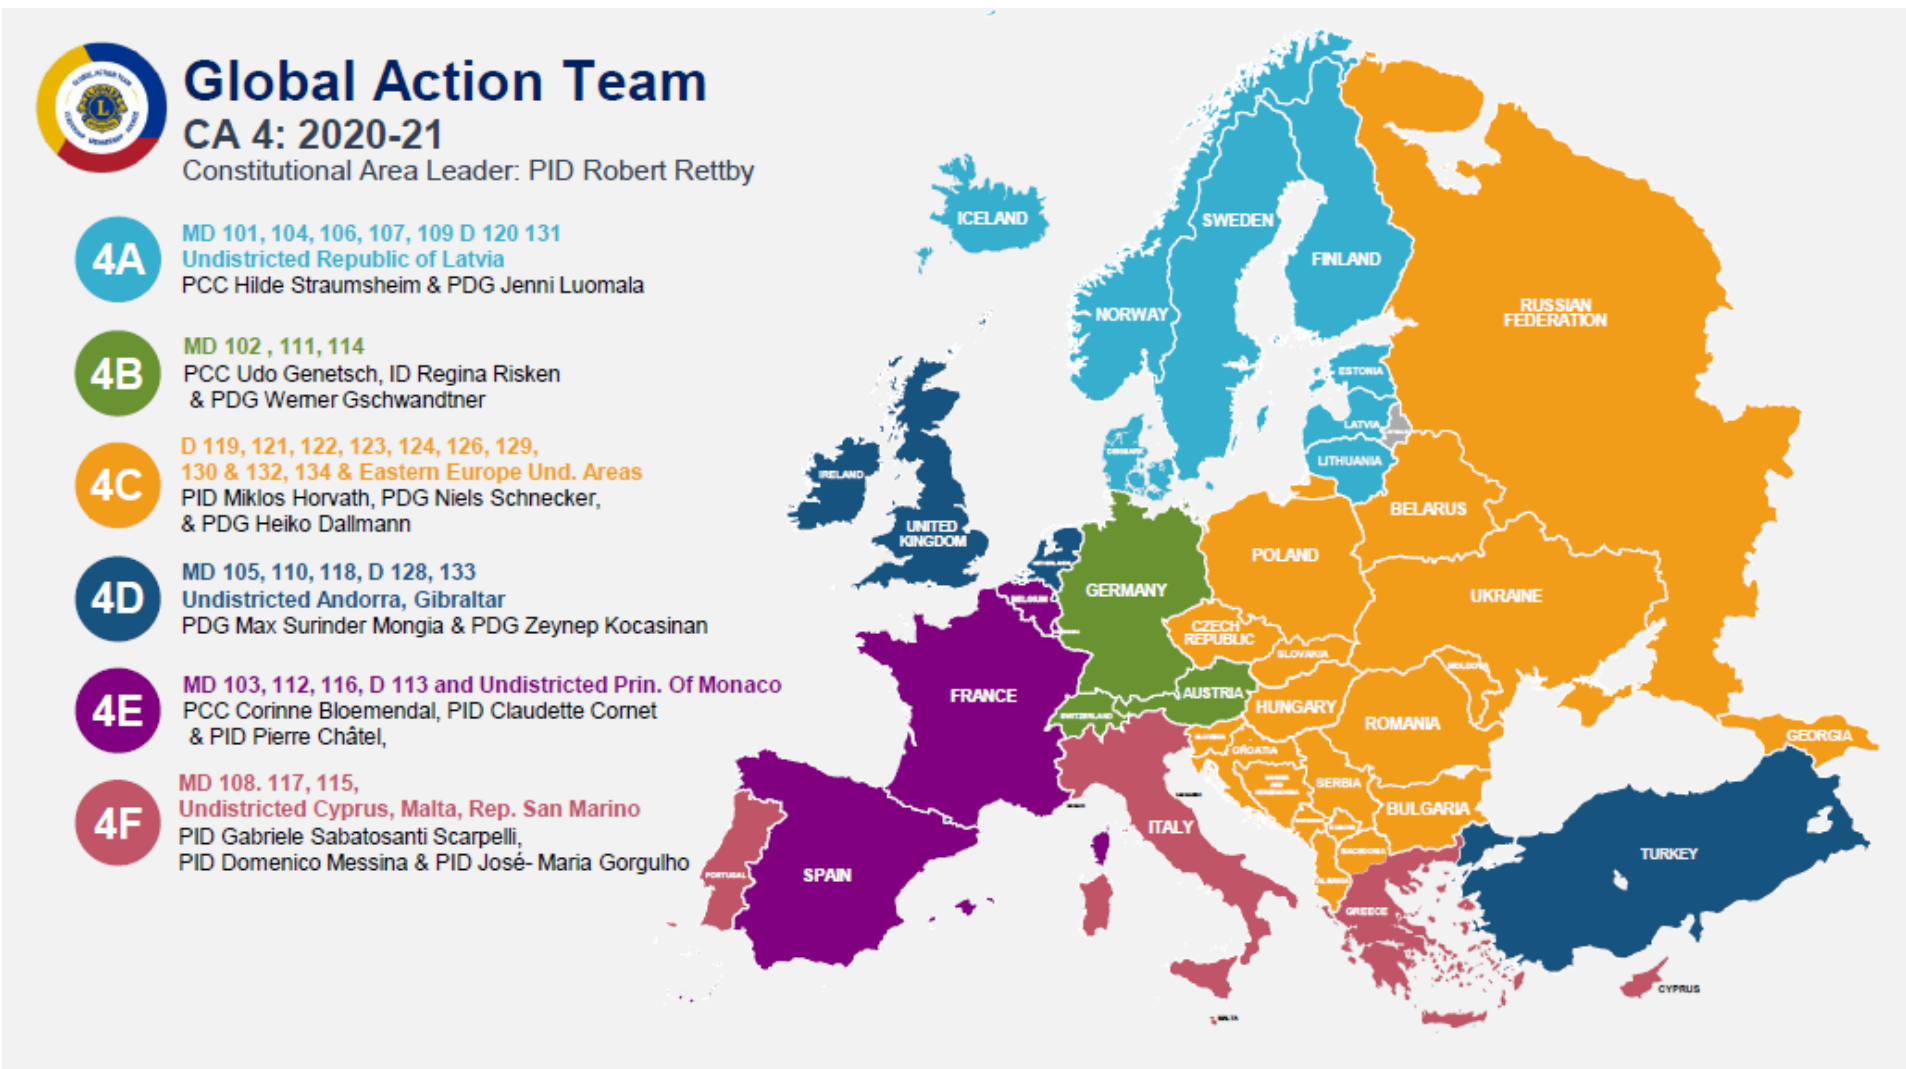 Global Action Team
CA 4: 2020-21
Constitutional Area Leader: PID Robert Rettby
4A
MD 101, 104, 106, 107, 109 D 120 131
Undistricted Republic of Latvia
PCC Hilde Straumsheim & PDG Jenni Luomala
4B
MD 102 , 111, 114
PCC Udo Genetsch, ID Regina Risken
& PDG Werner Gschwandtner
4C
D 119, 121, 122, 123, 124, 126, 129,
130 & 132, 134 & Eastern Europe Und. Areas
PID Miklos Horvath, PDG Niels Schnecker,
& PDG Heiko Dallmann
4D
MD 105, 110, 118, D 128, 133
Undistricted Andorra, Gibraltar
PDG Max Surinder Mongia & PDG Zeynep Kocasinan
4E
MD 103, 112, 116, D 113 and Undistricted Prin. Of Monaco
PCC Corinne Bloemendal, PID Claudette Cornet
& PID Pierre Châtel,
4F
MD 108. 117, 115,
Undistricted Cyprus, Malta, Rep. San Marino
PID Gabriele Sabatosanti Scarpelli,
PID Domenico Messina & PID José- Maria Gorgulho
ICELAND
SWEDEN
FINLAND
NORWAY
RUSSIAN
FEDERATION
ESTONIA
LATVIA
LITHUANIA
DENMARK
IRELAND
UNITED
KINGDOM
BELARUS
POLAND
NETHERLANDS
GERMANY
BELGIUM
UKRAINE
CZECH
REPUBLIC
SLOVAKIA
MOLDOVA
FRANCE
AUSTRIA
SWITZERLAND
HUNGARY
ROMANIA
SLOVENIA
CROATIA
GEORGIA
SERBIA
BULGARIA
ITALY
MACEDONIA
TURKEY
PORTUGAL
SPAIN
ALBANIA
GREECE
CYPRUS
MALTA